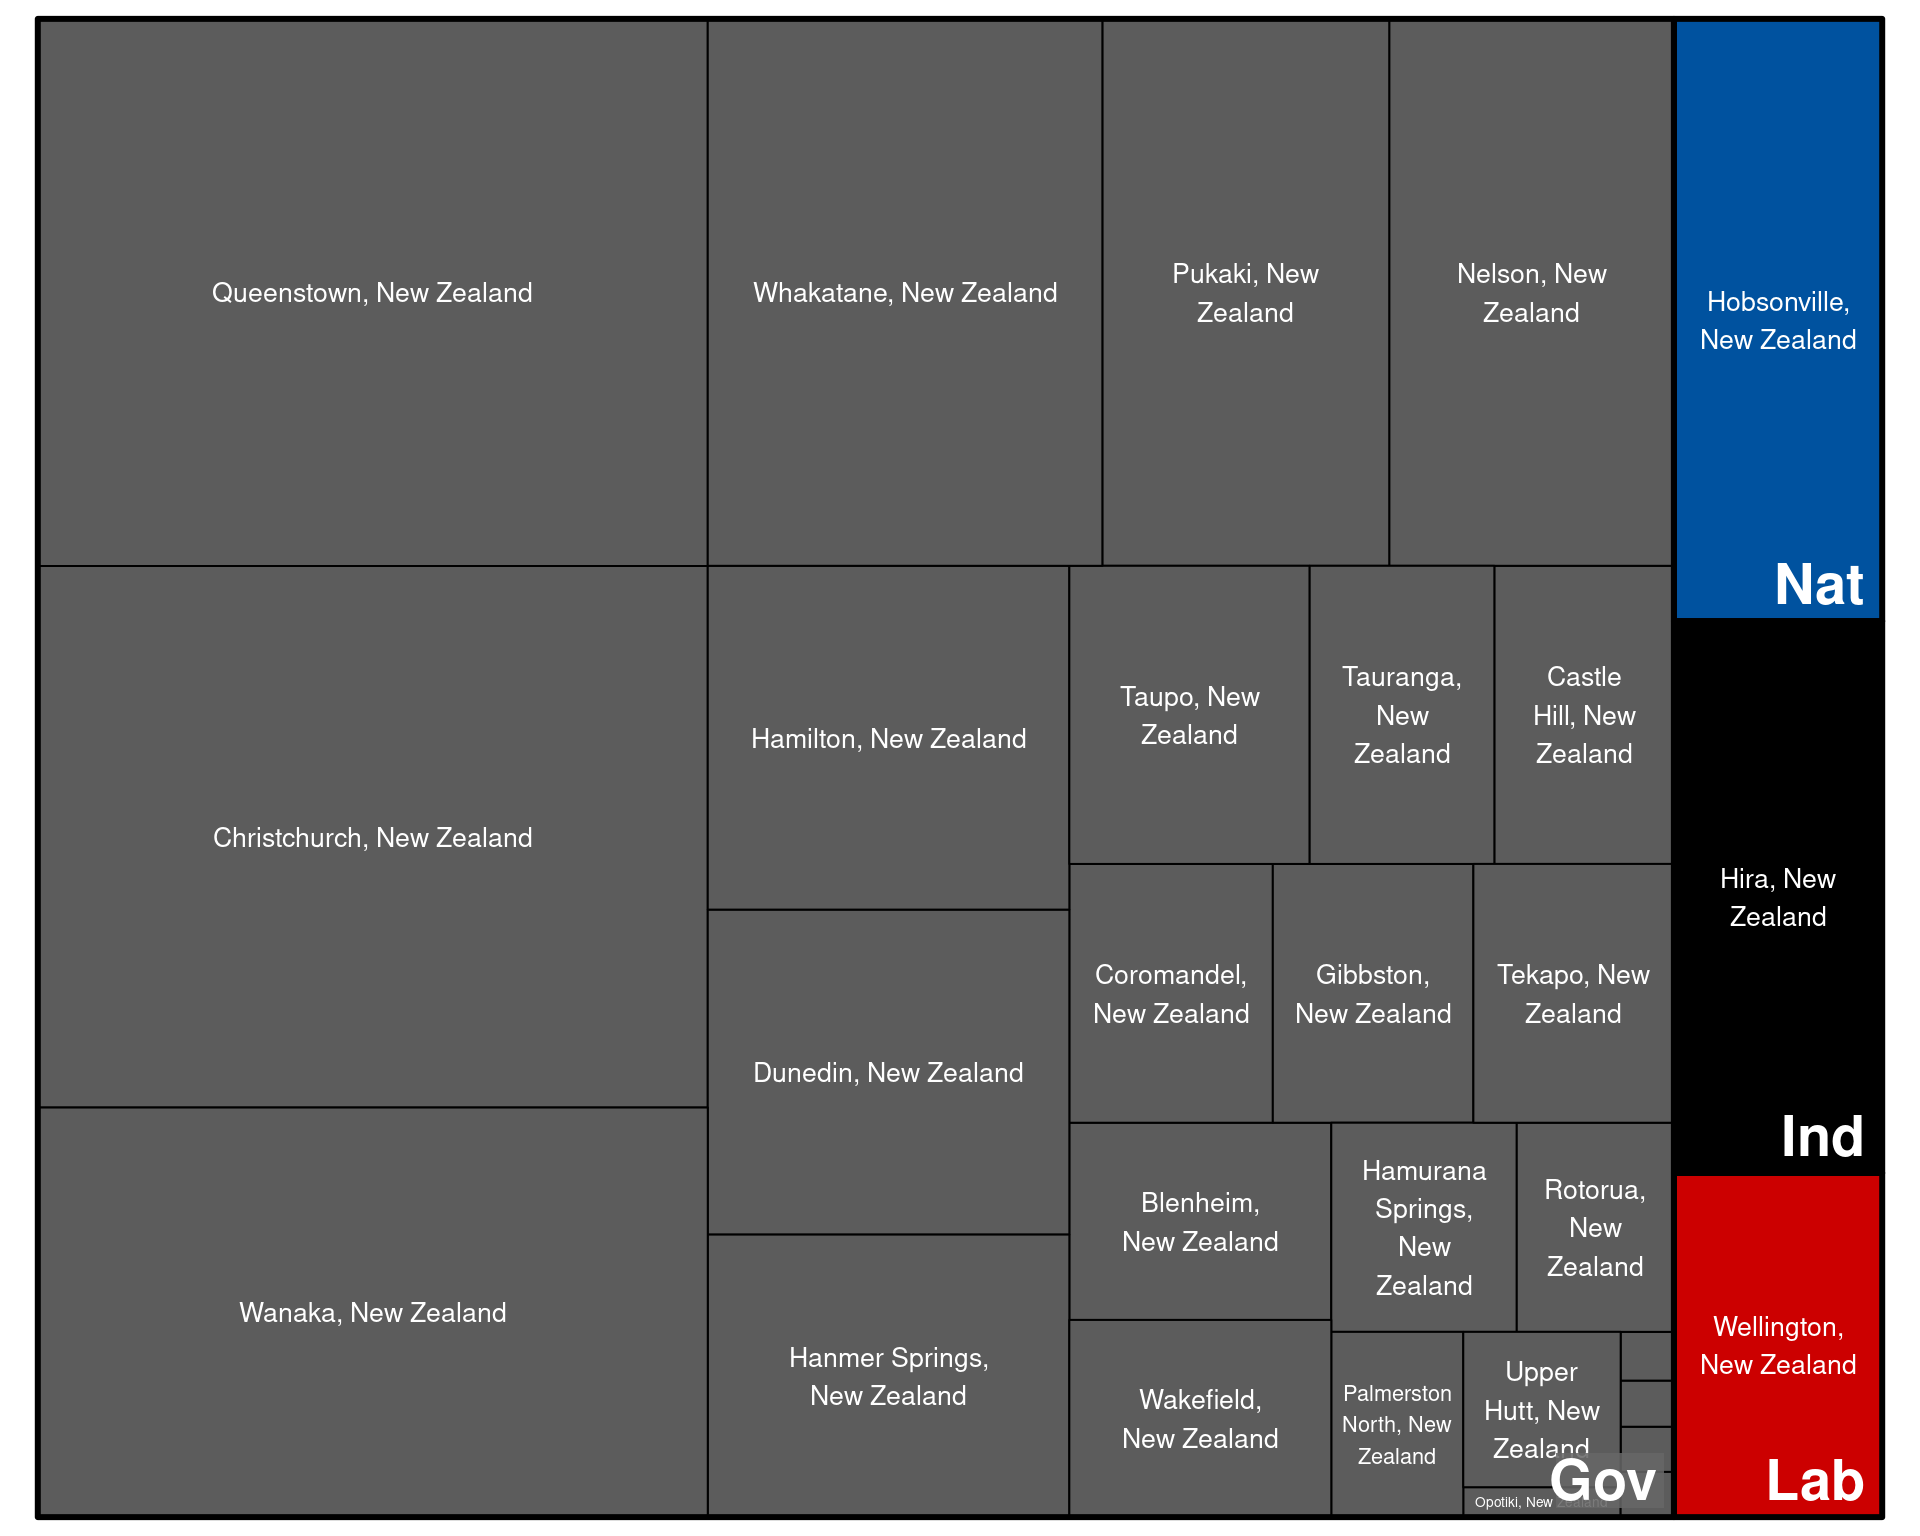 Queenstown, New Zealand
Whakatane, New Zealand
Pukaki, New
Zealand
Nelson, New
Zealand
Hobsonville,
New Zealand
Nat
Christchurch, New Zealand
Hamilton, New Zealand
Taupo, New
Zealand
Tauranga,
New
Zealand
Castle
Hill, New
Zealand
Hira, New
Zealand
Ind
Coromandel,
New Zealand
Gibbston,
New Zealand
Tekapo, New
Zealand
Dunedin, New Zealand
Wanaka, New Zealand
Hanmer Springs,
New Zealand
Blenheim,
New Zealand
Hamurana
Springs,
New
Zealand
Rotorua,
New
Zealand
Wakefield,
New Zealand
Palmerston
North, New
Zealand
Upper
Hutt, New
Zealand
Opotiki, New Zealand
Gov
Wellington,
New Zealand
Lab